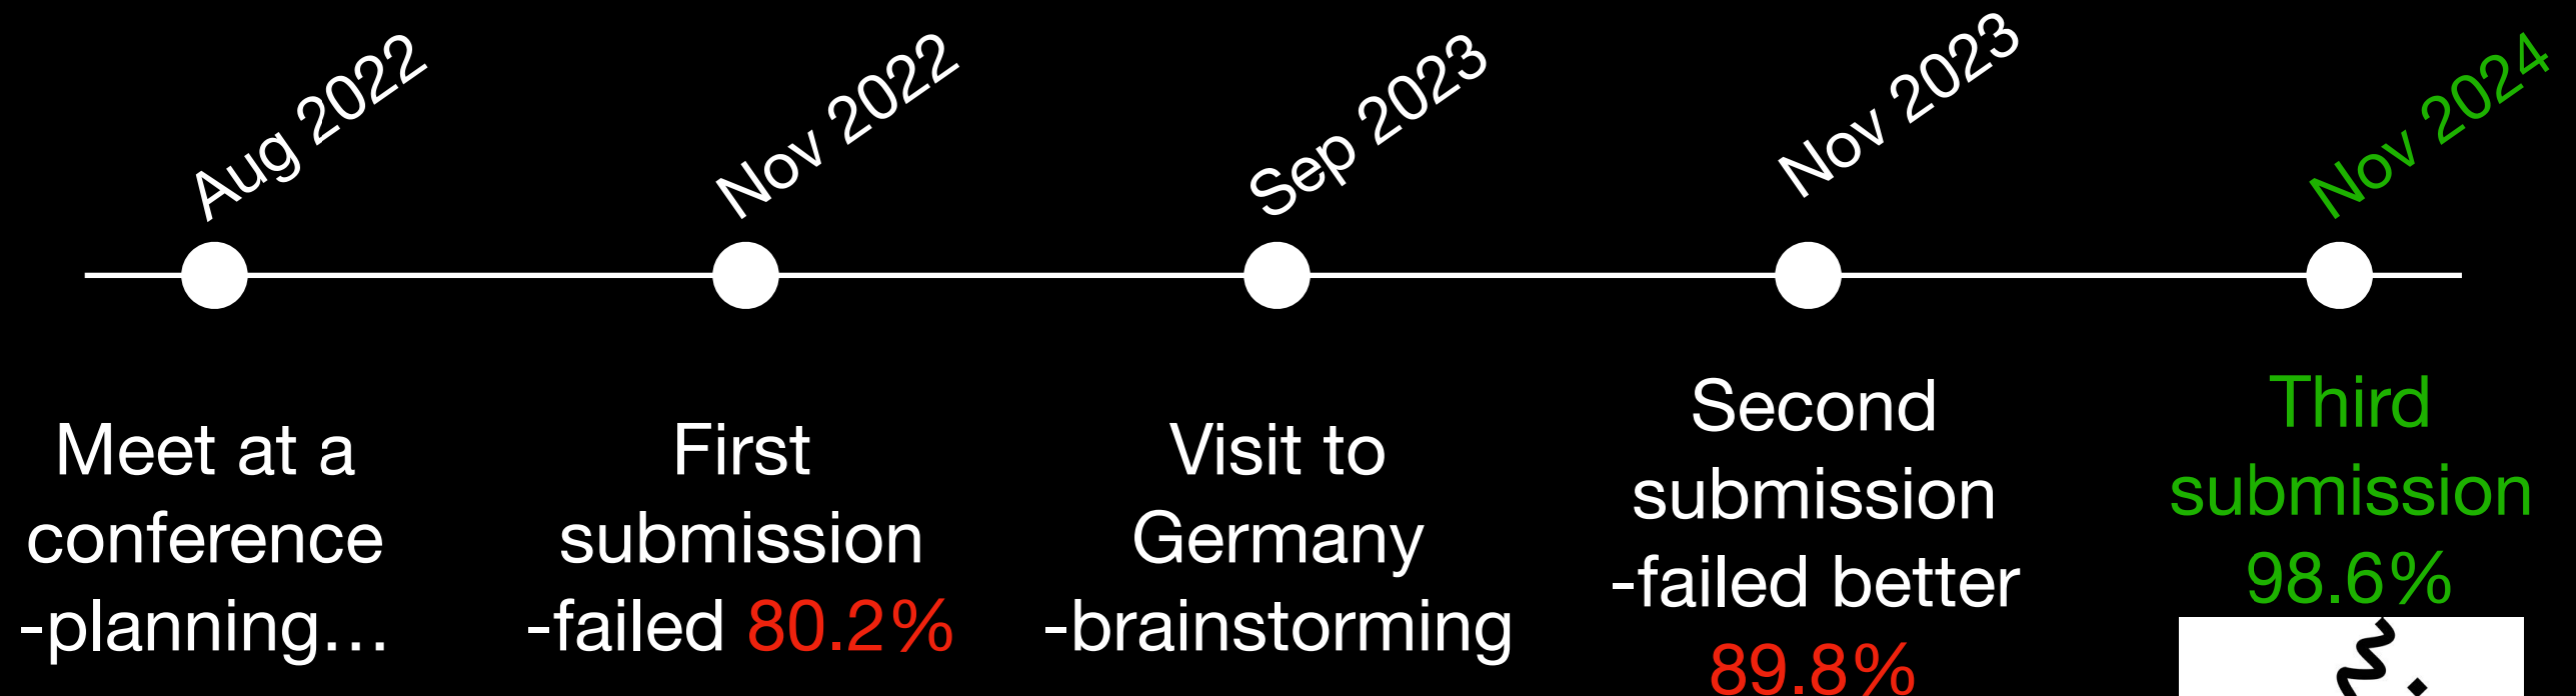 Aug 2022
Nov 2022
Sep 2023
Nov 2023
Nov 2024
Meet at a
conference
-planning…
First
submission
-failed 80.2%
Visit to
Germany
-brainstorming
Second
submission
-failed better
89.8%
Third
submission
98.6%